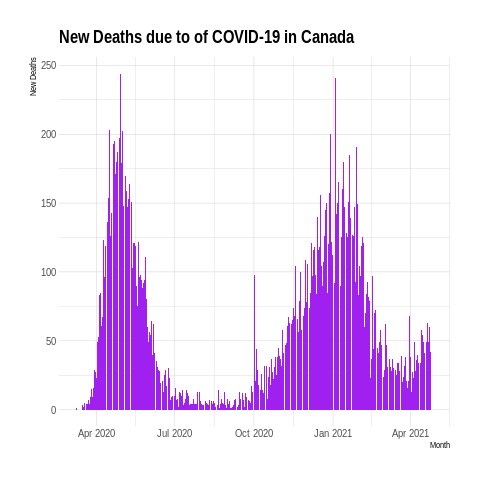 New Deaths due to of COVID-19 in Canada
New Deaths
250
200
150
100
50
0
Apr 2020 Jul 2020 Oct 2020 Jan 2021 Apr 2021
Month